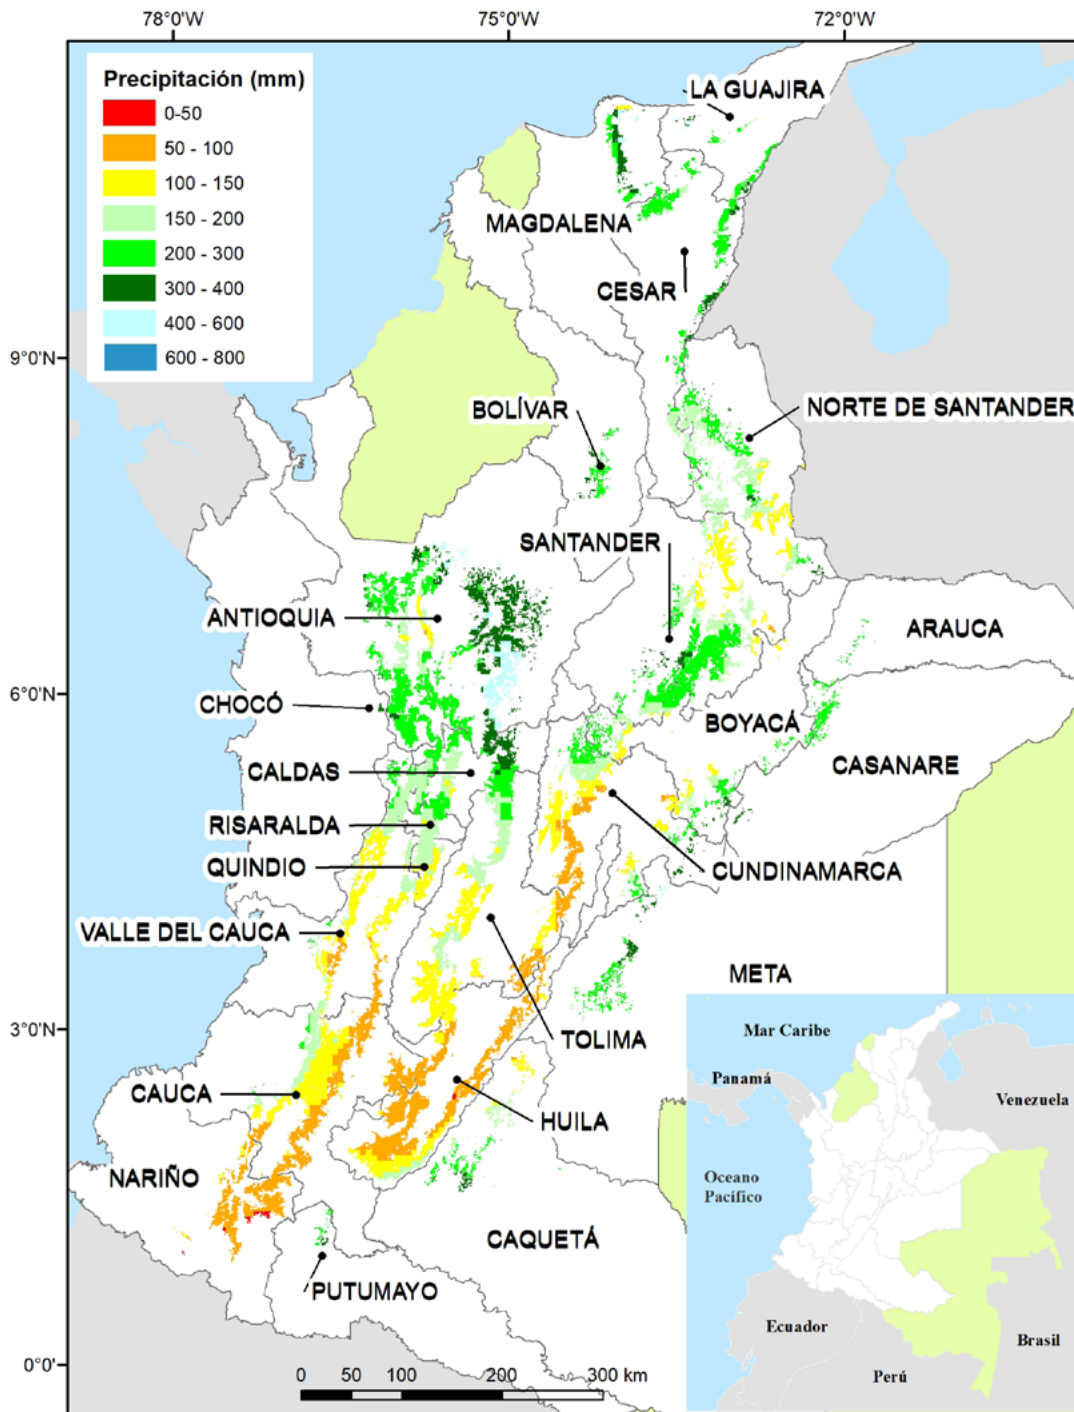 78°0'W
75°0'W
72°0'W
Precipitación (mm)
0-50
50 - 100
100 - 150
150 - 200
200 - 300
300 - 400
400 - 600
600 - 800
LA GUAJIRA
MAGDALENA
CESAR
9°0'N
BOLÍVAR
NORTE DE SANTANDER
SANTANDER
ANTIOQUIA
ARAUCA
6°0'N
CHOCÓ
BOYACÁ
CALDAS
CASANARE
RISARALDA
QUINDIO
CUNDINAMARCA
VALLE DEL CAUCA
META
3°0'N
TOLIMA
CAUCA
HUILA
NARIÑO
CAQUETÁ
PUTUMAYO
0°0'
0 50 100 200 300 km
Mar Caribe
Panamá
Venezuela
Oceano
Pacífico
Ecuador
Brasil
Perú